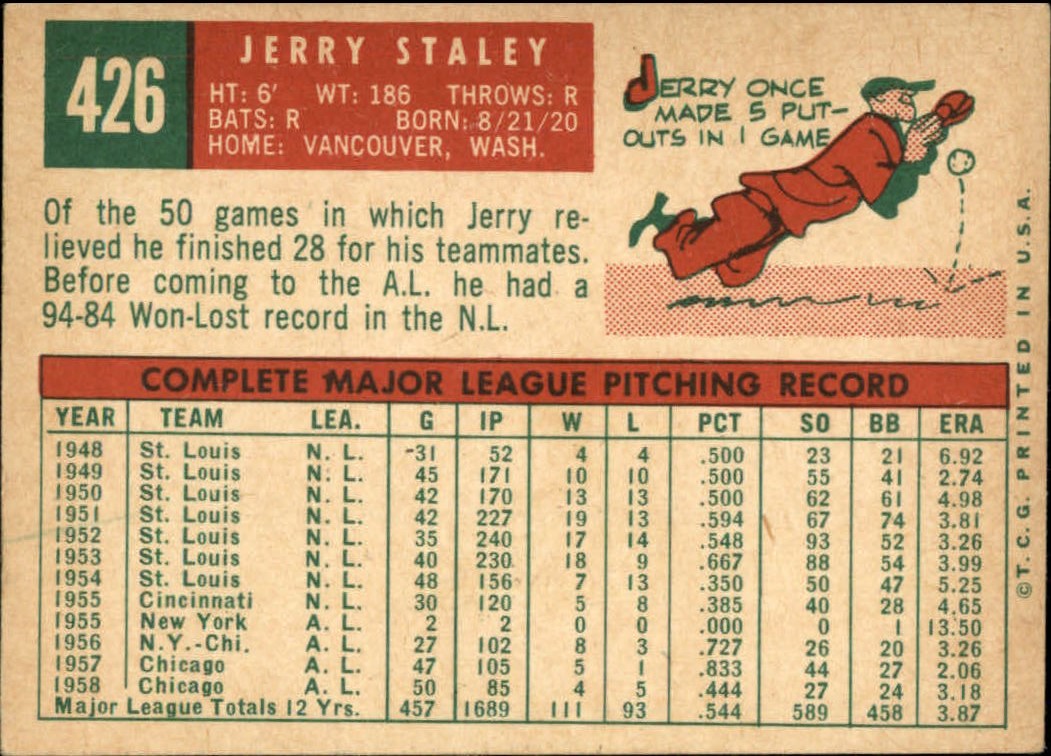 426
JERRY STALEY
HT: 6' WT: 186 THROWS: R
BATS: R BORN: 8/21/20
HOME: VANCOUVER, WASH.
JERRY ONCE
MADE 5 PUT-
OUTS IN 1 GAME
Of the 50 games in which Jerry re-
lieved he finished 28 for his teammates.
Before coming to the A.L. he had a
94-84 Won-Lost record in the N.L.
COMPLETE MAJOR LEAGUE PITCHING RECORD
YEAR TEAM LEA. G IP W L PCT SO BB ERA
1948 St. Louis N. L. 31 52 4 4 .500 23 21 6.92
1949 St. Louis N. L. 45 171 10 10 .500 55 41 2.74
1950 St. Louis N. L. 42 170 13 13 .500 62 61 4.98
1951 St. Louis N. L. 42 227 19 13 .594 67 74 3.81
1952 St. Louis N. L. 35 240 17 14 .548 93 52 3.26
1953 St. Louis N. L. 40 230 18 9 .667 88 54 3.99
1954 St. Louis N. L. 48 156 7 13 .350 50 47 5.25
1955 Cincinnati N. L. 30 120 5 8 .385 40 28 4.65
1955 New York A. L. 2 2 0 0 .000 0 1 13.50
1956 N.Y.-Chi. A. L. 27 102 8 3 .727 26 20 3.26
1957 Chicago A. L. 47 105 5 1 .833 44 27 2.06
1958 Chicago A. L. 50 85 4 5 .444 27 24 3.18
Major League Totals 12 Yrs. 457 1689 111 93 .544 589 458 3.87
©T.C.G. PRINTED IN U.S.A.